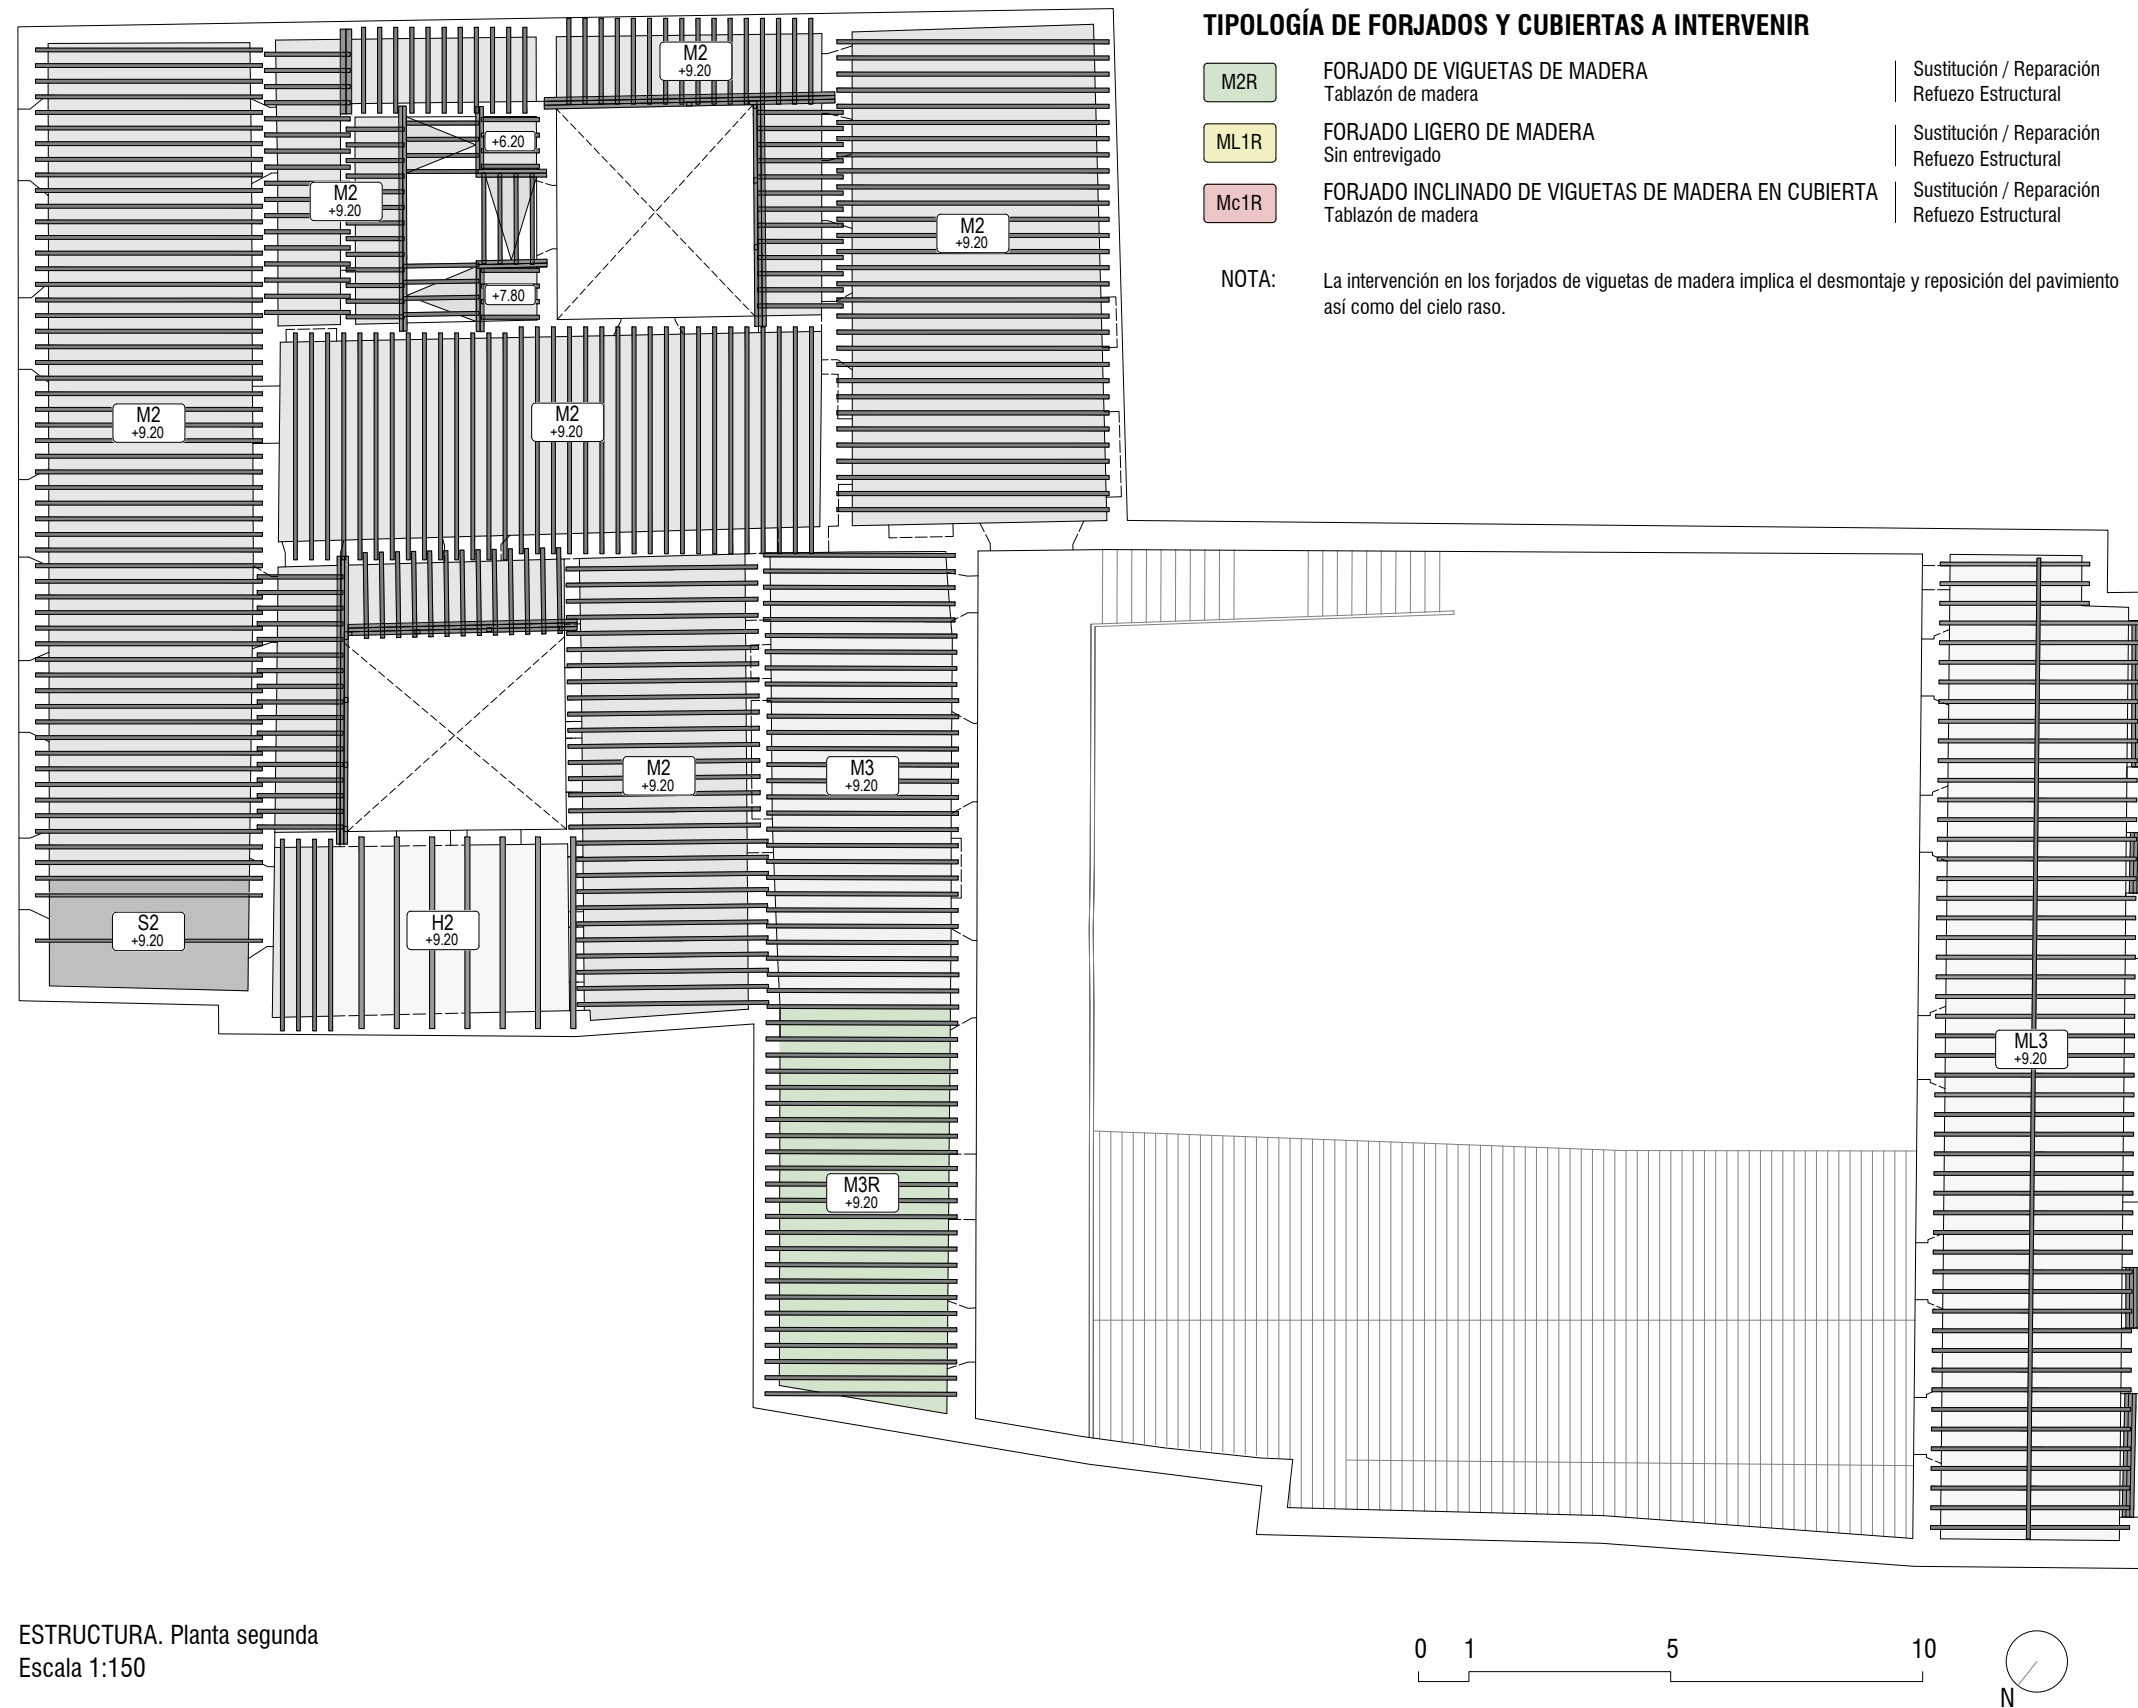 TIPOLOGÍA DE FORJADOS Y CUBIERTAS A INTERVENIR
M2R
FORJADO DE VIGUETAS DE MADERA
Tablazón de madera
Sustitución / Reparación
Refuezo Estructural
ML1R
FORJADO LIGERO DE MADERA
Sin entrevigado
Sustitución / Reparación
Refuezo Estructural
Mc1R
FORJADO INCLINADO DE VIGUETAS DE MADERA EN CUBIERTA
Tablazón de madera
Sustitución / Reparación
Refuezo Estructural
NOTA:
La intervención en los forjados de viguetas de madera implica el desmontaje y reposición del pavimento
así como del cielo raso.
M2
+9.20
+6.20
M2
+9.20
M2
+9.20
+7.80
M2
+9.20
M2
+9.20
M2
+9.20
M3
+9.20
S2
+9.20
H2
+9.20
ML3
+9.20
M3R
+9.20
ESTRUCTURA. Planta segunda
Escala 1:150
0 1 5 10
N